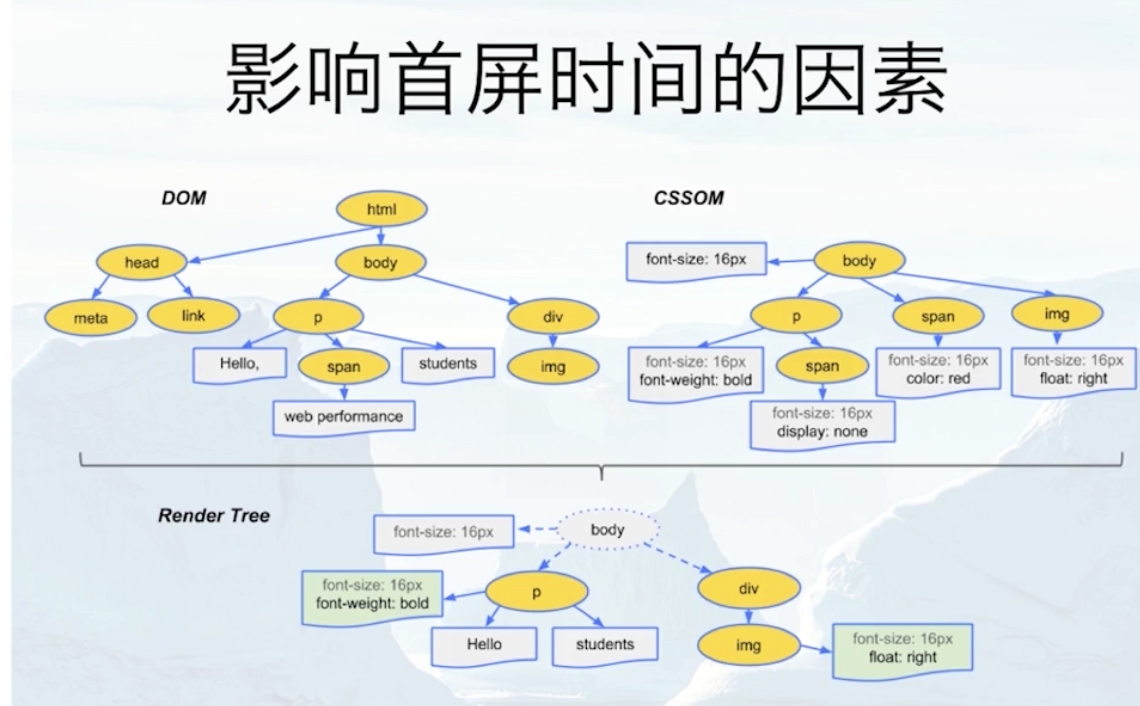 影响首屏时间的因素
DOM
html
head
body
meta
link
p
div
Hello,
span
students
img
web performance
CSSOM
font-size: 16px
body
p
span
img
font-size: 16px
font-weight: bold
span
font-size: 16px
color: red
font-size: 16px
float: right
font-size: 16px
display: none
Render Tree
font-size: 16px
body
font-size: 16px
font-weight: bold
p
div
Hello
students
img
font-size: 16px
float: right